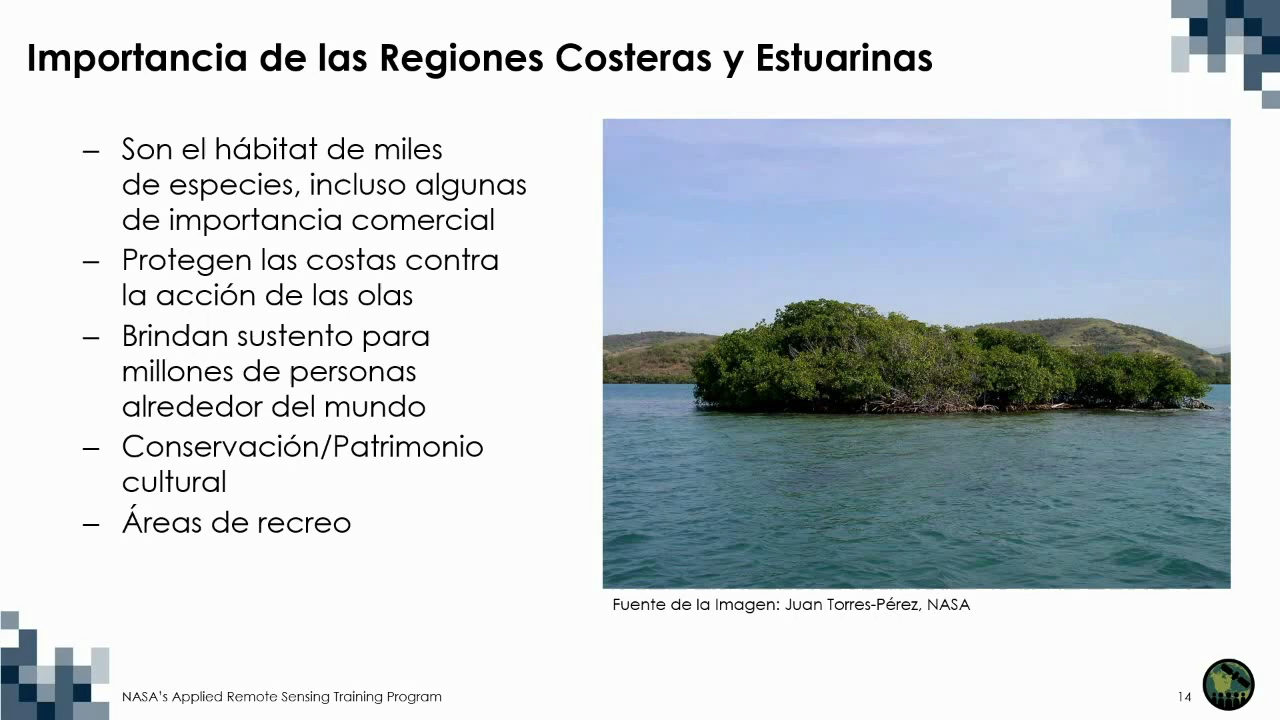 Importancia de las Regiones Costeras y Estuarinas
– Son el hábitat de miles
de especies, incluso algunas
de importancia comercial
– Protegen las costas contra
la acción de las olas
– Brindan sustento para
millones de personas
alrededor del mundo
– Conservación/Patrimonio
cultural
– Áreas de recreo
Fuente de la Imagen: Juan Torres-Pérez, NASA
NASA's Applied Remote Sensing Training Program
14